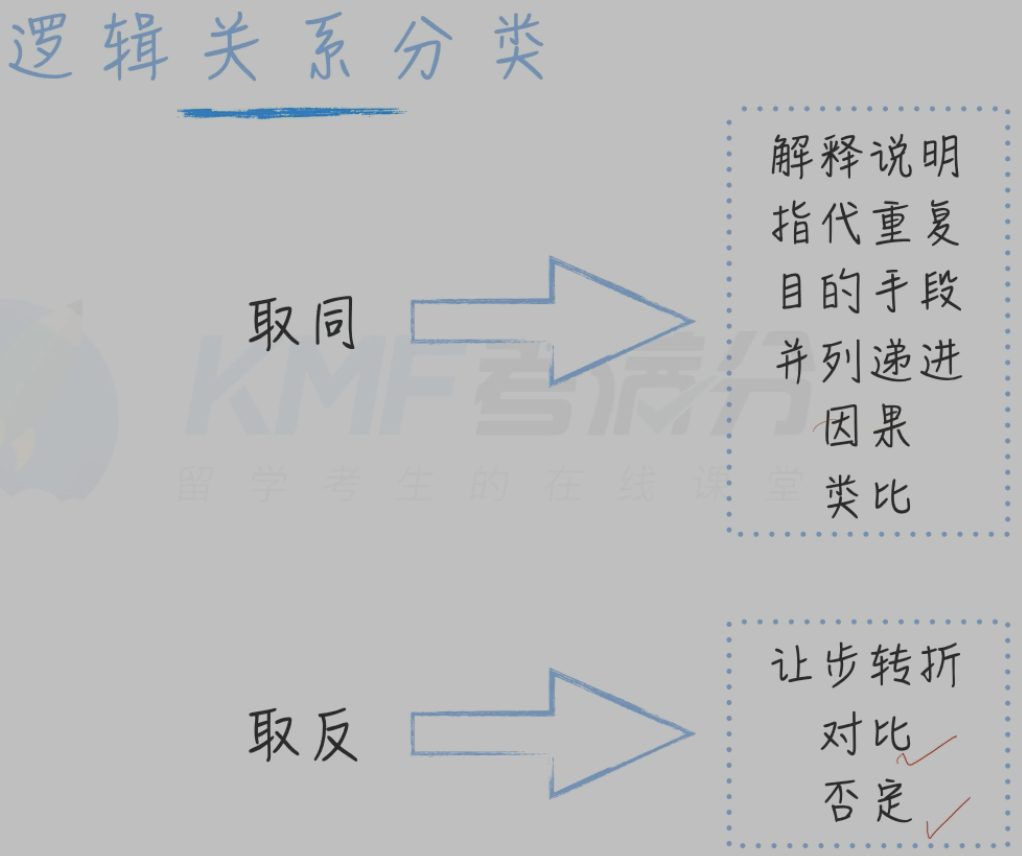 逻辑关系分类
解释说明
指代重复
目的手段
并列递进
因果
类比
取同
KMF考满分
留学考生的在线课堂
让步转折
对比
否定
取反